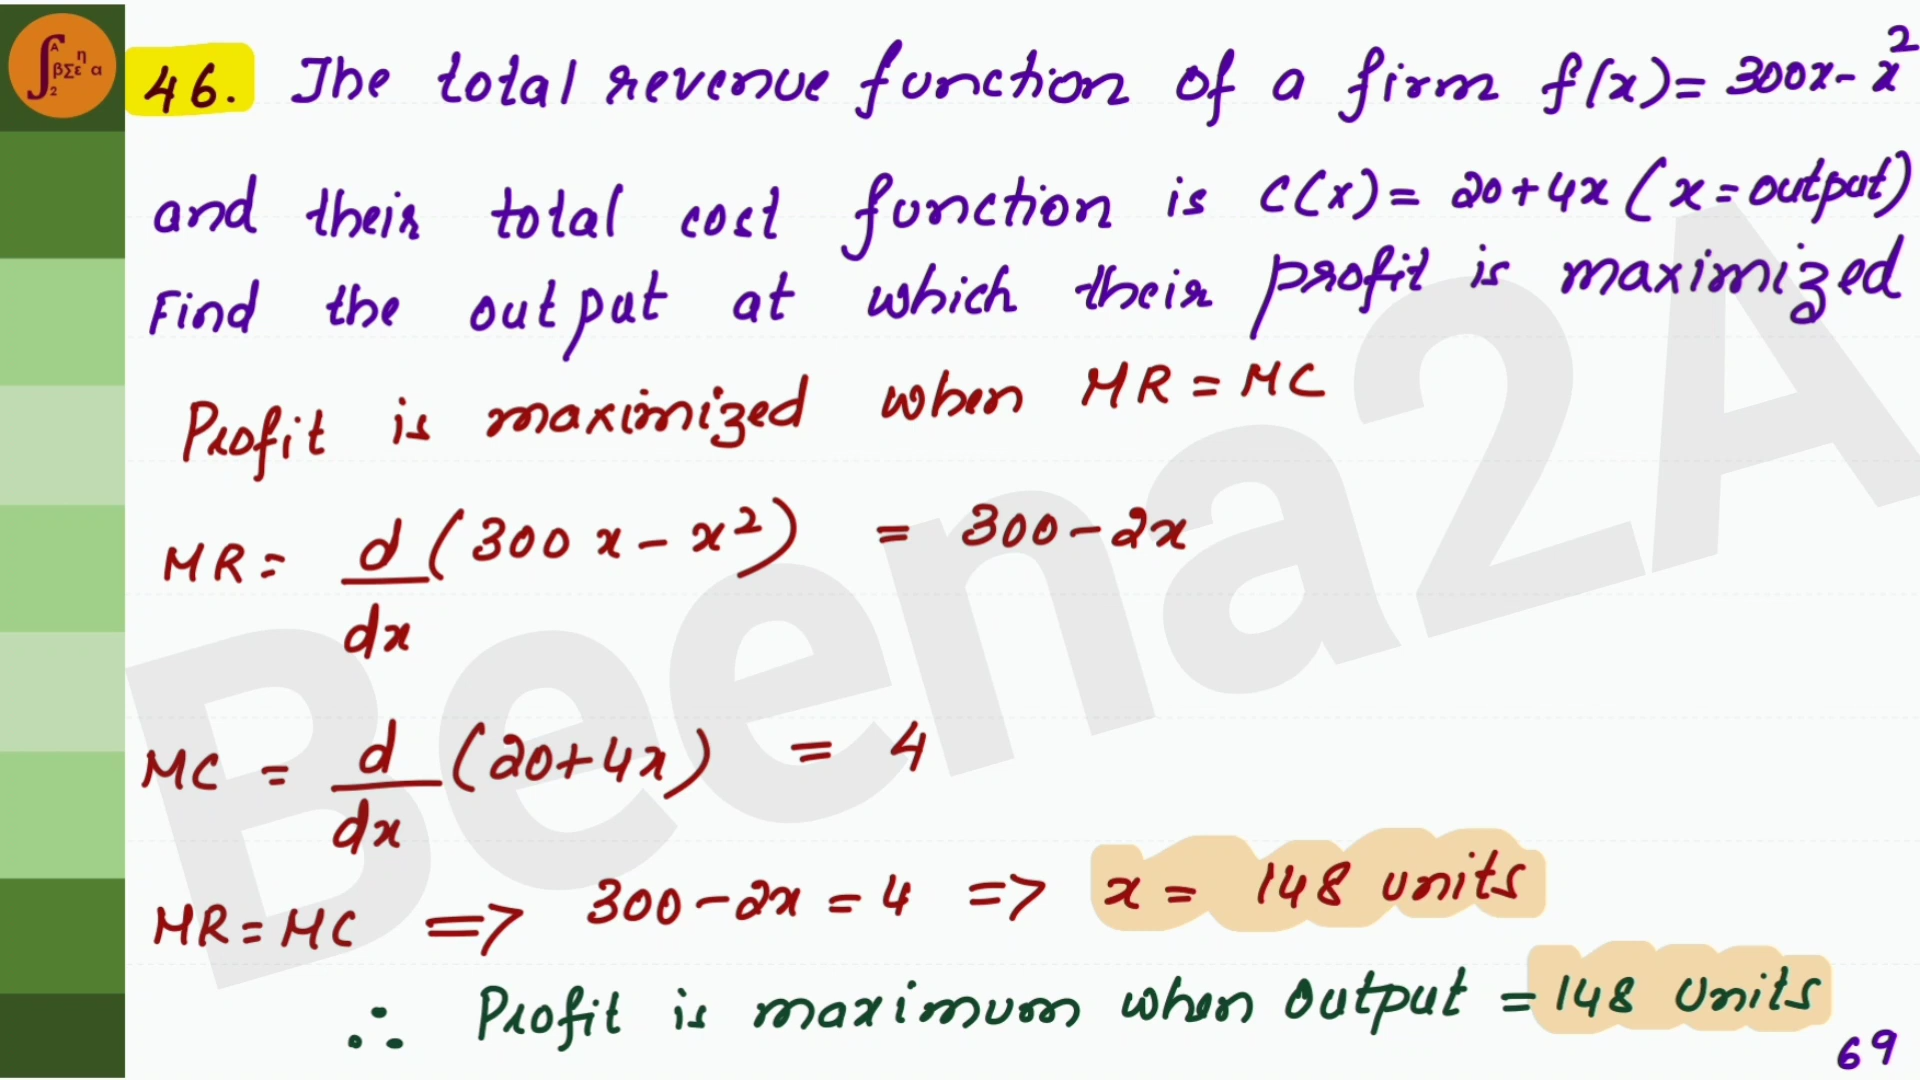 46. The total revenue function of a firm f(x)= 300x- x²
and their total cost function is c(x)= 20+4x (x=output)
Find the output at which their profit is maximized
Profit is maximized when MR = MC
MR = d/dx (300x - x²) = 300-2x
MC = d/dx (20+4x) = 4
MR = MC => 300-2x = 4 => x = 148 units
∴ Profit is maximum when output = 148 Units
69
Beena2A